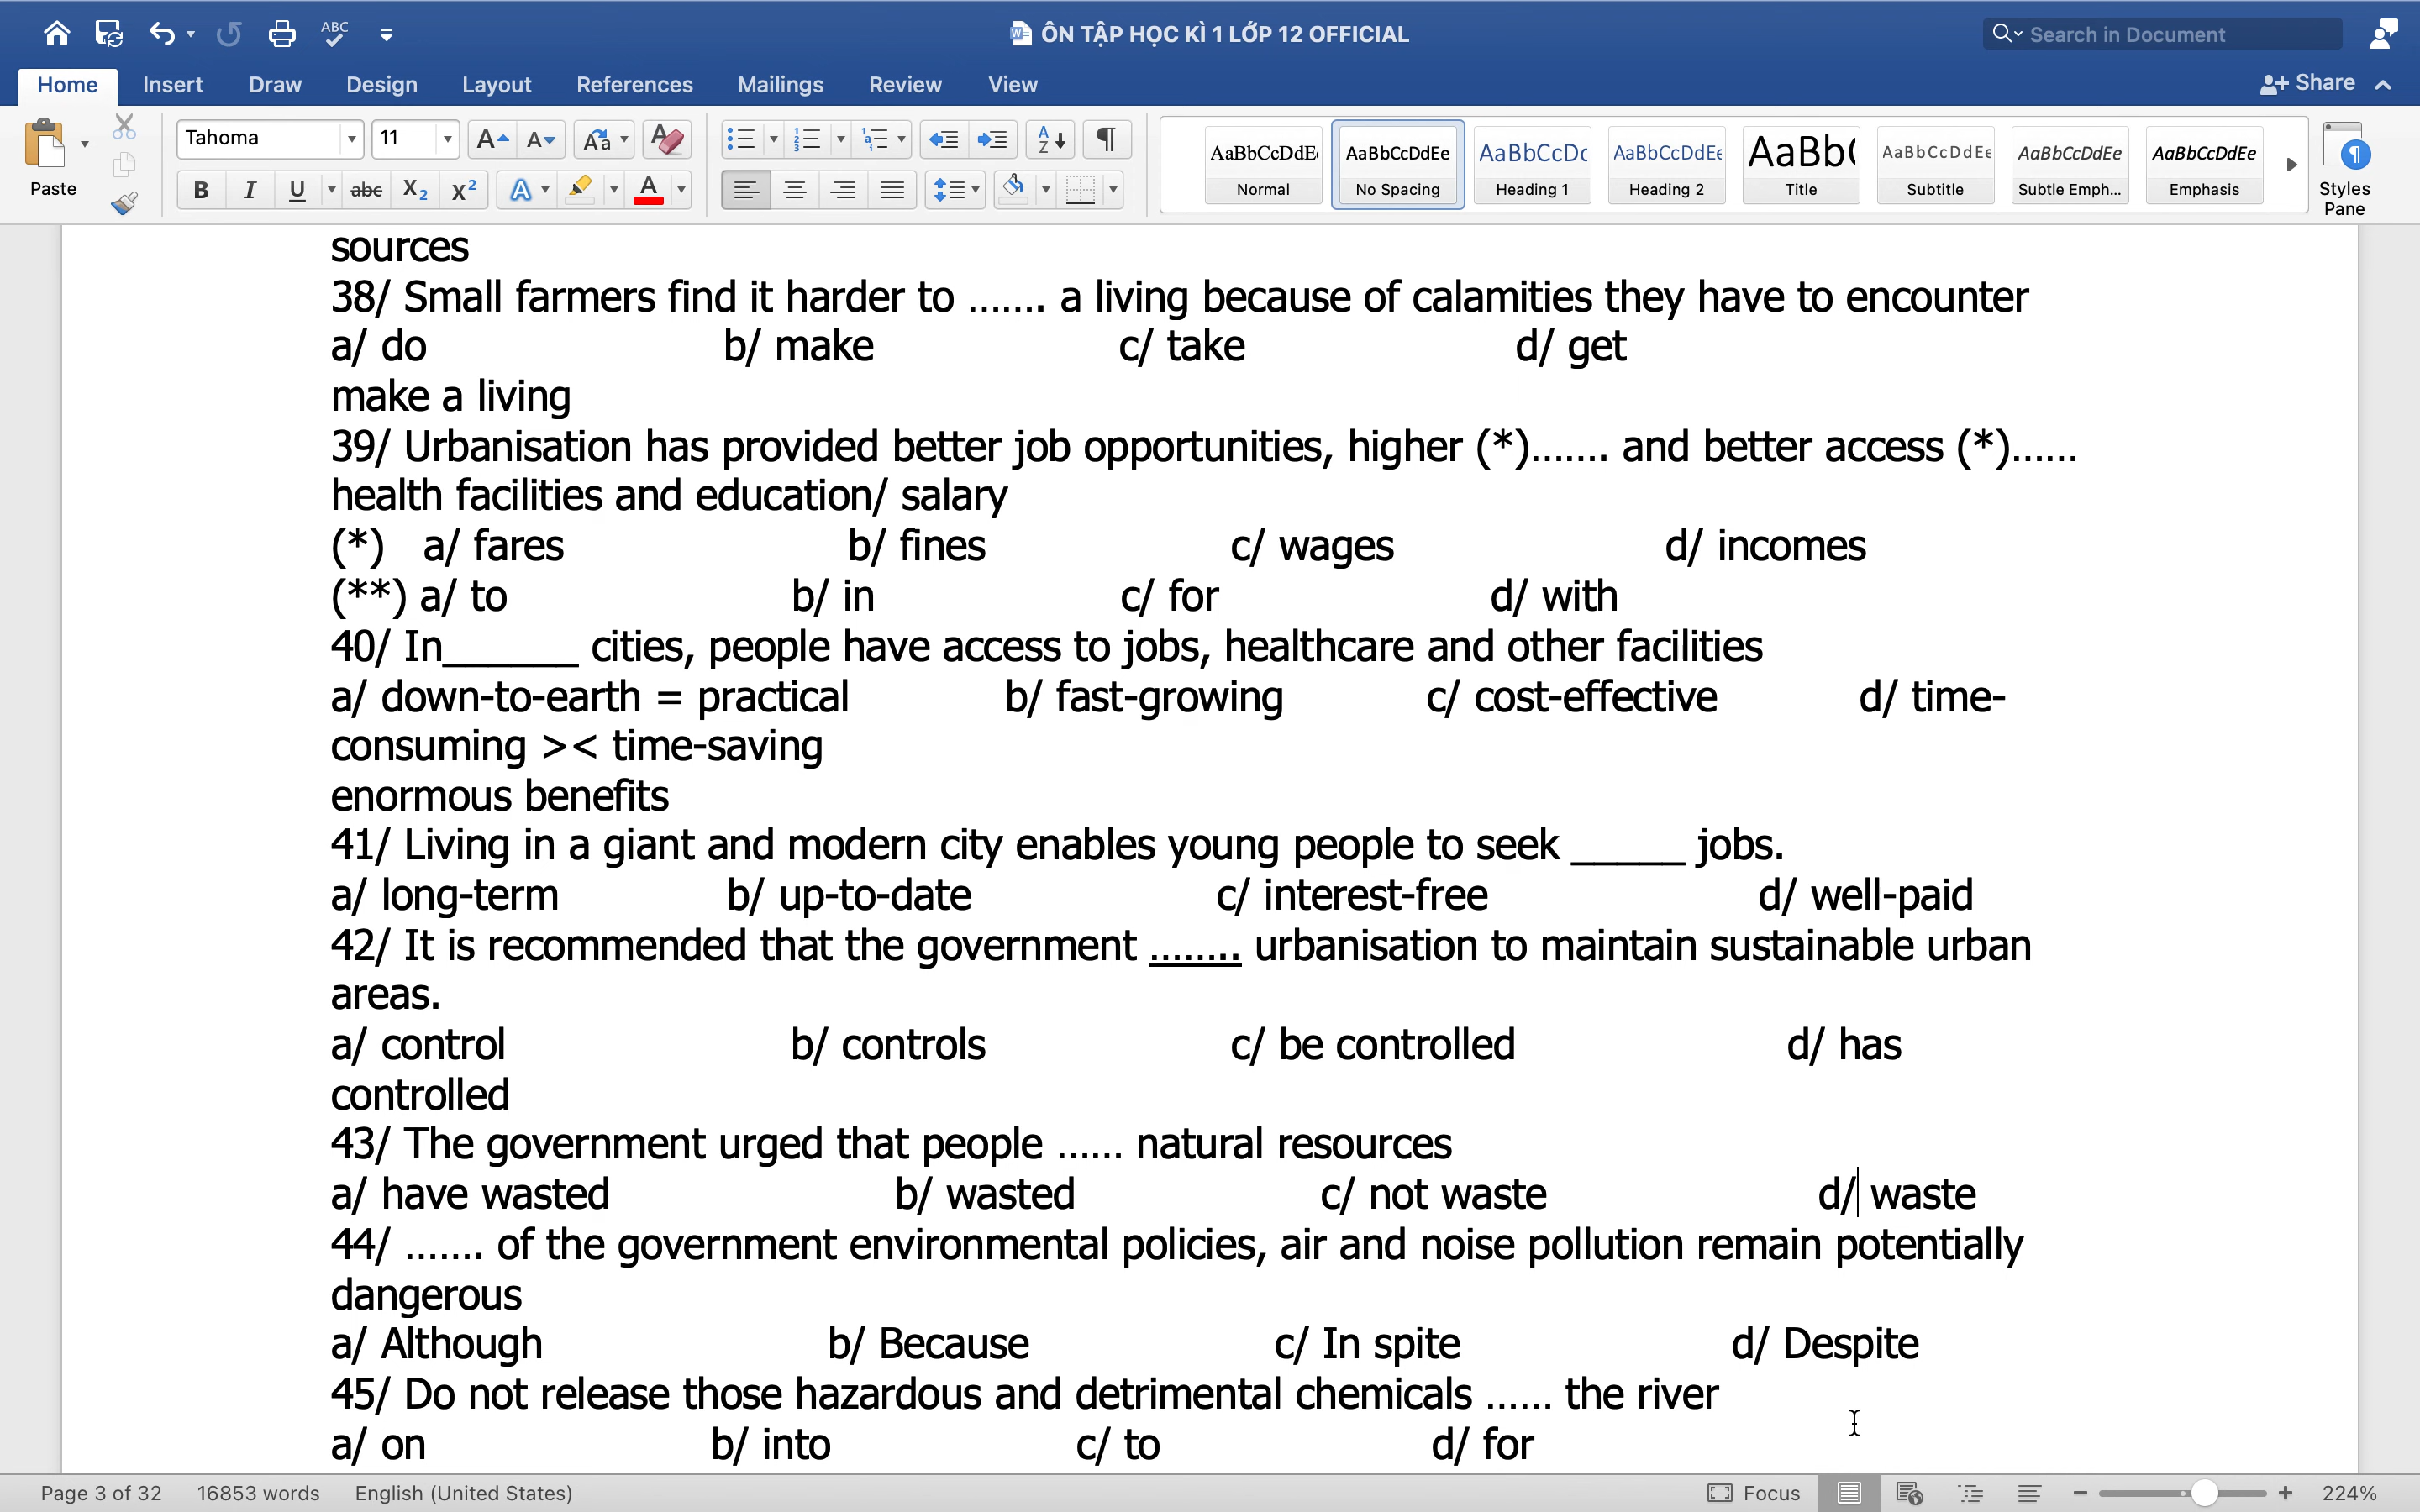 ABC
ÔN TẬP HỌC KÌ 1 LỚP 12 OFFICIAL
Search in Document
Home Insert Draw Design Layout References Mailings Review View
Share
Paste
Tahoma 11
AaBbCcDdEe AaBbCcDdEe AaBbCcDc AaBbCcDdEe AaBb( AaBbCcDdEe AaBbCcDdEe AaBbCcDdEe
Normal No Spacing Heading 1 Heading 2 Title Subtitle Subtle Emph... Emphasis
Styles
Pane
sources
38/ Small farmers find it harder to ....... a living because of calamities they have to encounter
a/ do b/ make c/ take d/ get
make a living
39/ Urbanisation has provided better job opportunities, higher (*)....... and better access (*)......
health facilities and education/ salary
(*) a/ fares b/ fines c/ wages d/ incomes
(**) a/ to b/ in c/ for d/ with
40/ In______ cities, people have access to jobs, healthcare and other facilities
a/ down-to-earth = practical b/ fast-growing c/ cost-effective d/ time-
consuming >< time-saving
enormous benefits
41/ Living in a giant and modern city enables young people to seek _____ jobs.
a/ long-term b/ up-to-date c/ interest-free d/ well-paid
42/ It is recommended that the government ........ urbanisation to maintain sustainable urban
areas.
a/ control b/ controls c/ be controlled d/ has
controlled
43/ The government urged that people ...... natural resources
a/ have wasted b/ wasted c/ not waste d/ waste
44/ ....... of the government environmental policies, air and noise pollution remain potentially
dangerous
a/ Although b/ Because c/ In spite d/ Despite
45/ Do not release those hazardous and detrimental chemicals ...... the river
a/ on b/ into c/ to d/ for
Page 3 of 32 16853 words English (United States) Focus 224%